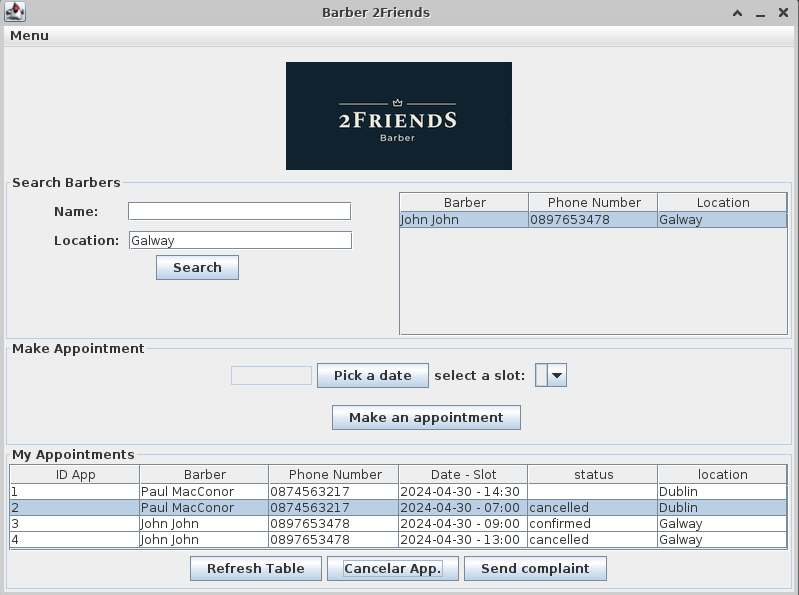 Barber 2Friends
Menu
2FRIENDS
Barber
Search Barbers
Name:
Location: Galway
Search
Barber Phone Number Location
John John 0897653478 Galway
Make Appointment
Pick a date select a slot:
Make an appointment
My Appointments
ID App Barber Phone Number Date - Slot status location
1 Paul MacConor 0874563217 2024-04-30 - 14:30 Dublin
2 Paul MacConor 0874563217 2024-04-30 - 07:00 cancelled Dublin
3 John John 0897653478 2024-04-30 - 09:00 confirmed Galway
4 John John 0897653478 2024-04-30 - 13:00 cancelled Galway
Refresh Table Cancelar App. Send complaint